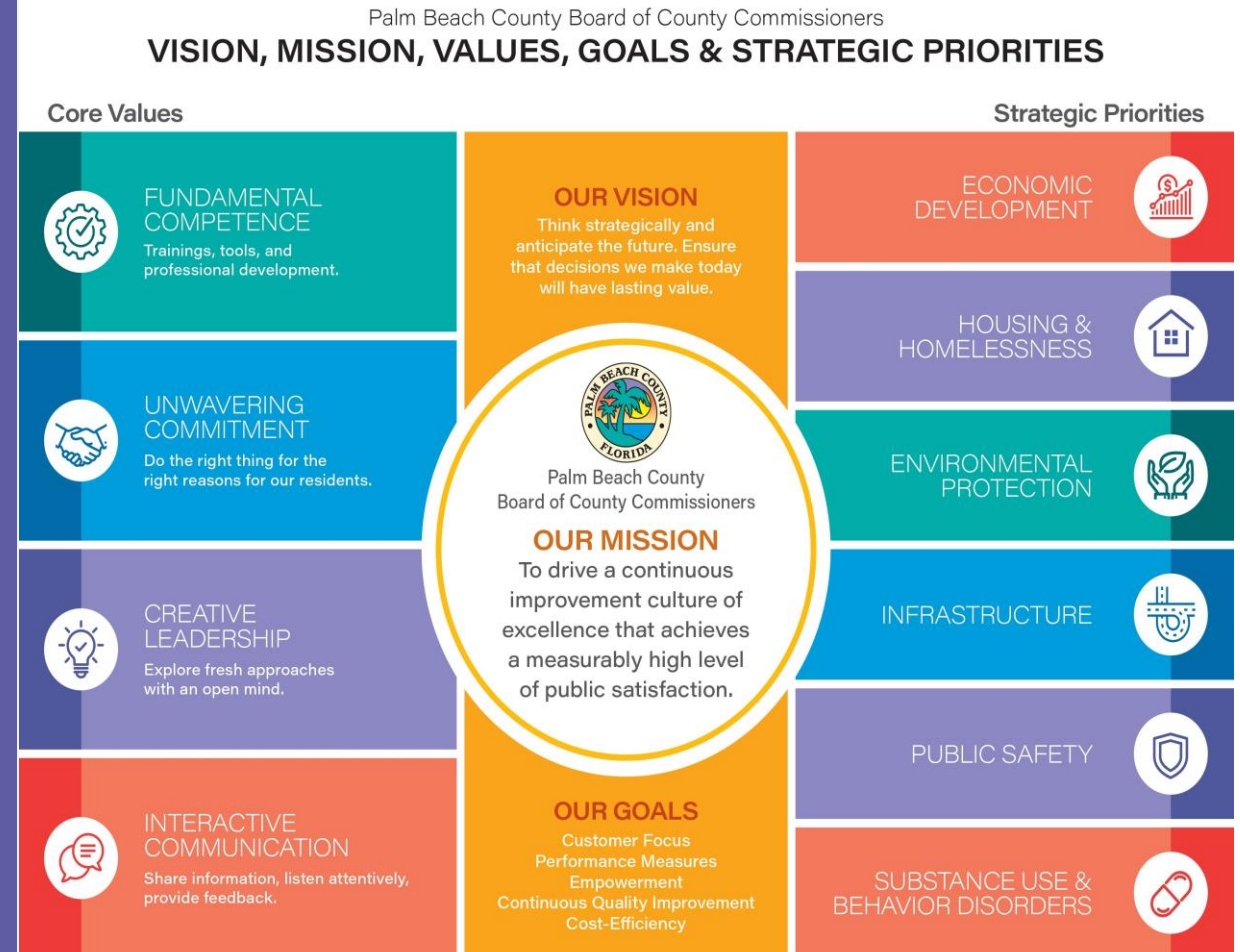 Palm Beach County Board of County Commissioners
VISION, MISSION, VALUES, GOALS & STRATEGIC PRIORITIES
Core Values
FUNDAMENTAL
COMPETENCE
Trainings, tools, and
professional development.
UNWAVERING
COMMITMENT
Do the right thing for the
right reasons for our residents.
CREATIVE
LEADERSHIP
Explore fresh approaches
with an open mind.
INTERACTIVE
COMMUNICATION
Share information, listen attentively,
provide feedback.
OUR VISION
Think strategically and
anticipate the future. Ensure
that decisions we make today
will have lasting value.
PALM BEACH COUNTY
FLORIDA
Palm Beach County
Board of County Commissioners
OUR MISSION
To drive a continuous
improvement culture of
excellence that achieves
a measurably high level
of public satisfaction.
OUR GOALS
Customer Focus
Performance Measures
Empowerment
Continuous Quality Improvement
Cost-Efficiency
Strategic Priorities
ECONOMIC
DEVELOPMENT
$
HOUSING &
HOMELESSNESS
ENVIRONMENTAL
PROTECTION
INFRASTRUCTURE
PUBLIC SAFETY
SUBSTANCE USE &
BEHAVIOR DISORDERS